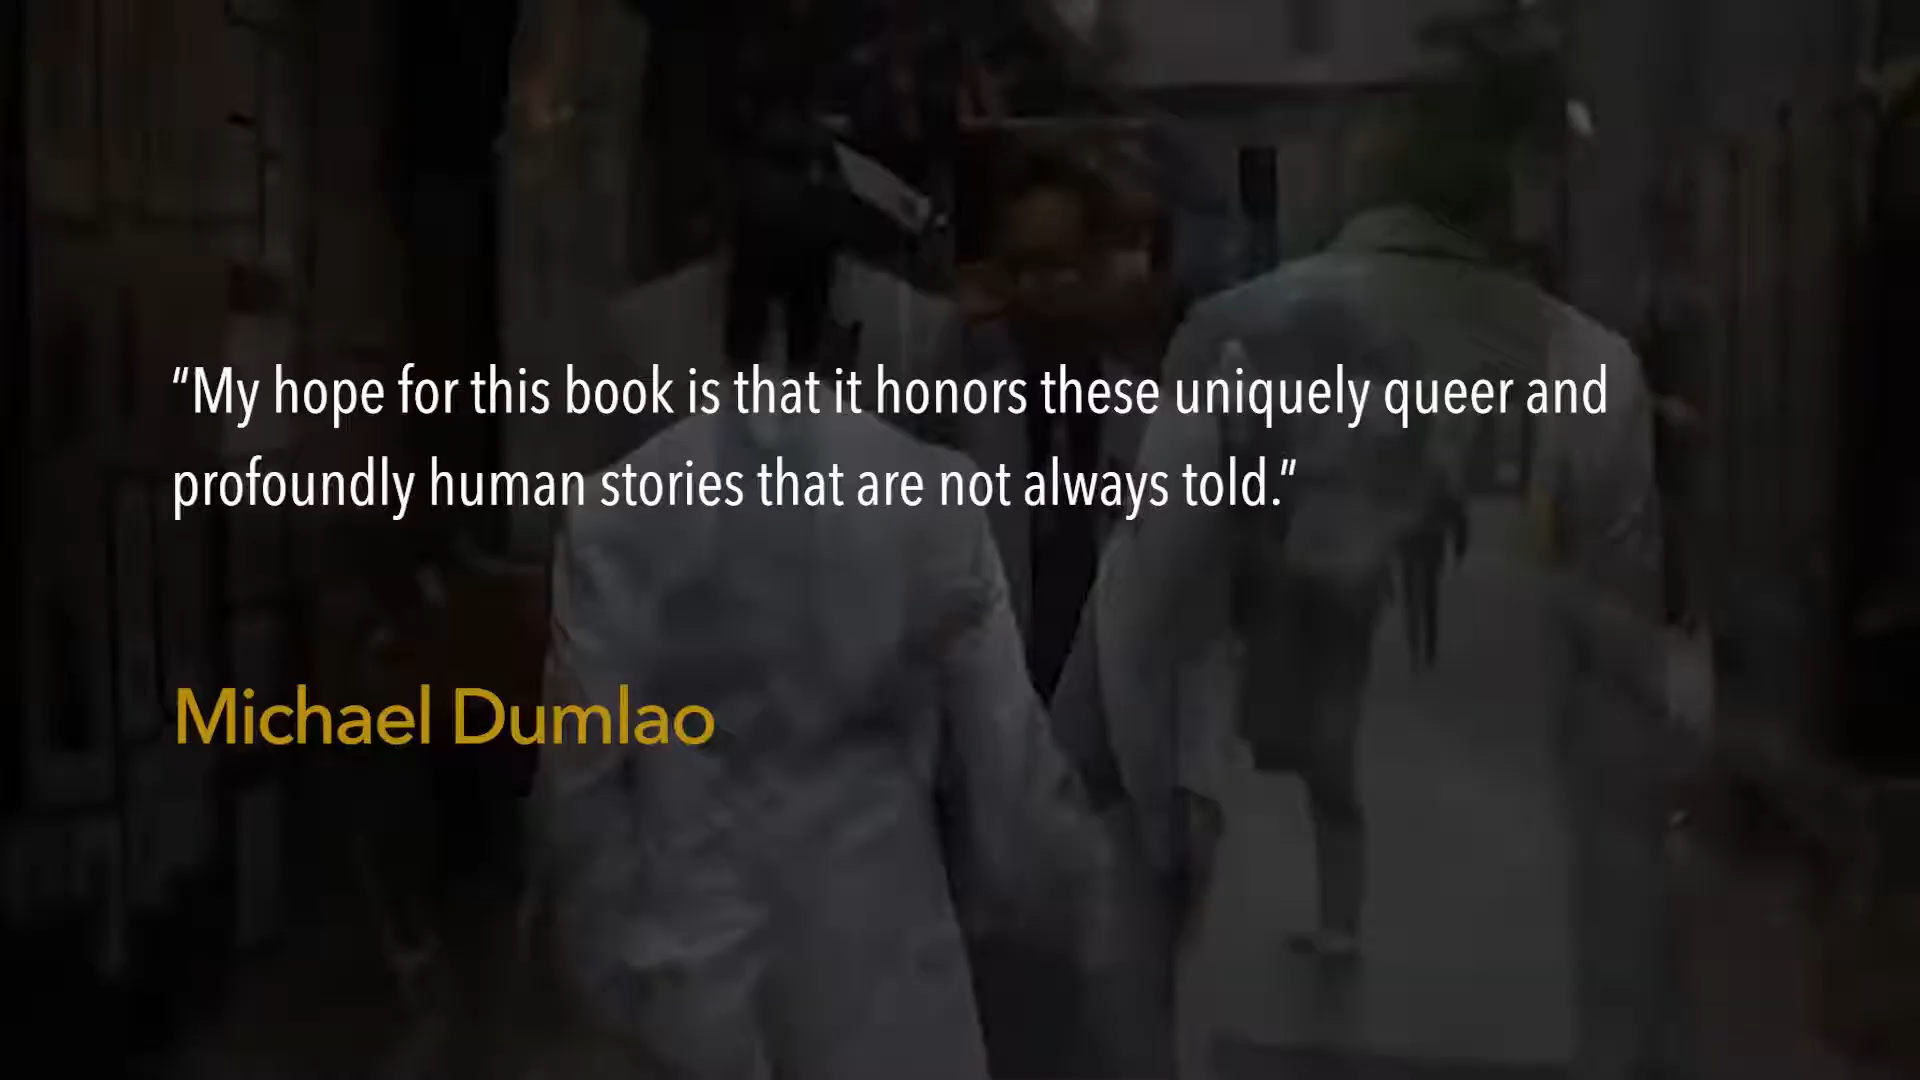 “My hope for this book is that it honors these uniquely queer and
profoundly human stories that are not always told.”
Michael Dumlao